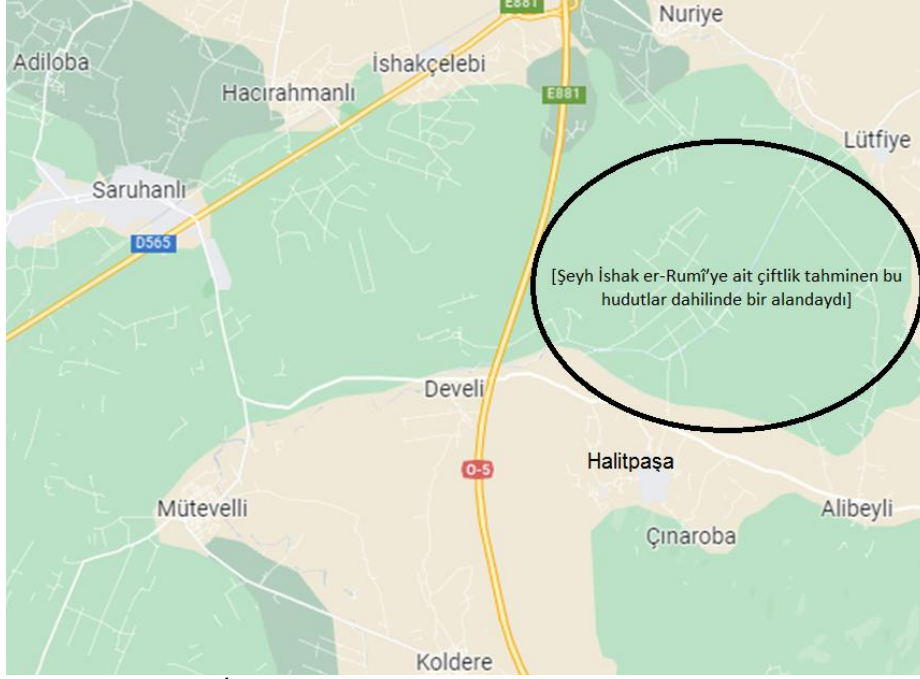 E881
Nuriye
Adiloba
İshakçelebi
Hacırahmanlı
E881
Lütfiye
Saruhanlı
D565
[Şeyh İshak er-Rumî'ye ait çiftlik tahminen bu
hudutlar dahilinde bir alandaydı]
Develi
Halitpaşa
O-5
Mütevelli
Alibeyli
Çınaroba
Koldere